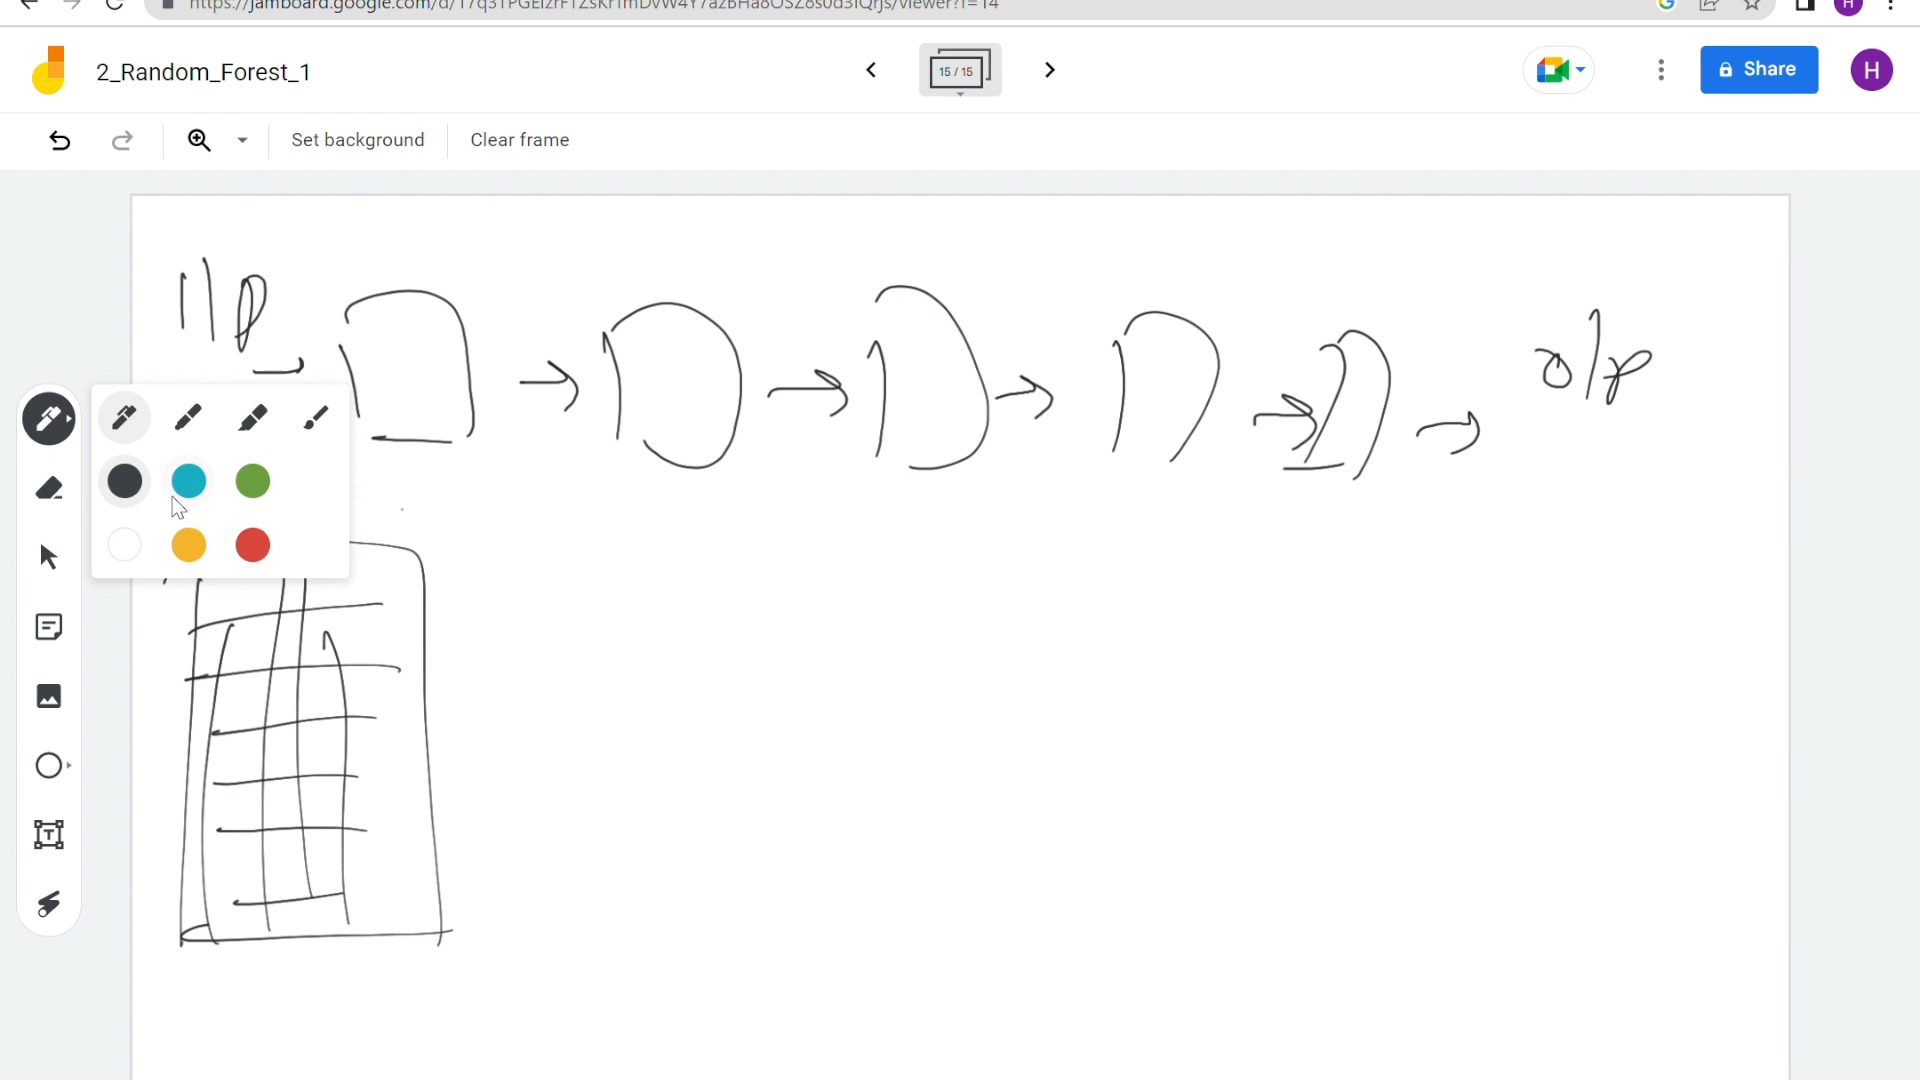 2_Random_Forest_1
15 / 15
H
Share
H
Set background
Clear frame
I/p
o/p